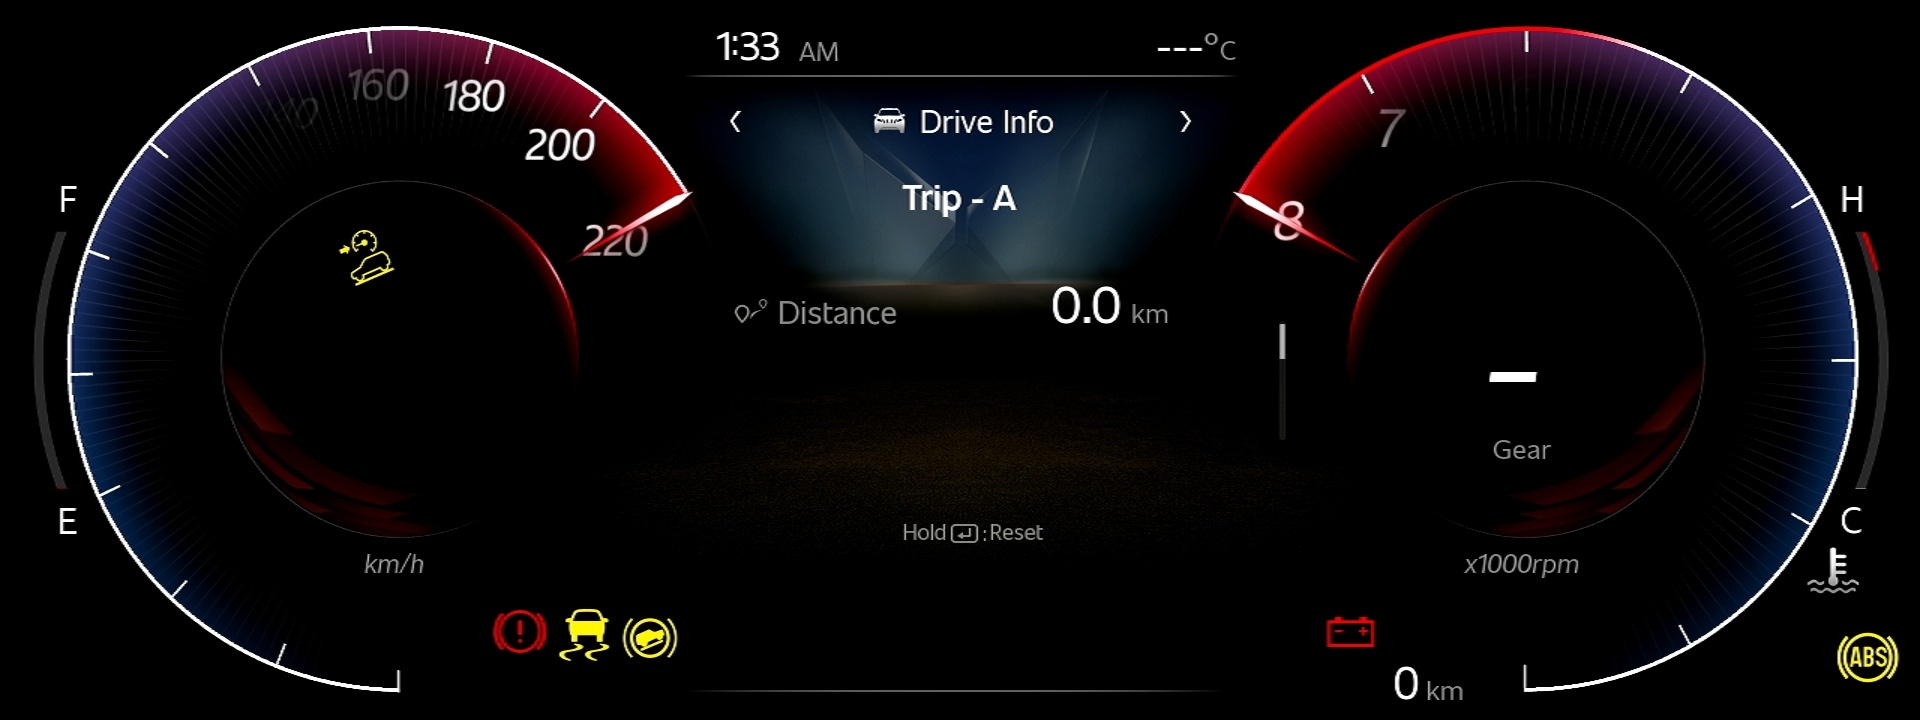 1:33 AM
---°C
Drive Info
Trip - A
Distance 0.0 km
Hold : Reset
160
180
200
220
km/h
F
E
7
8
Gear
x1000rpm
H
C
0 km
ABS